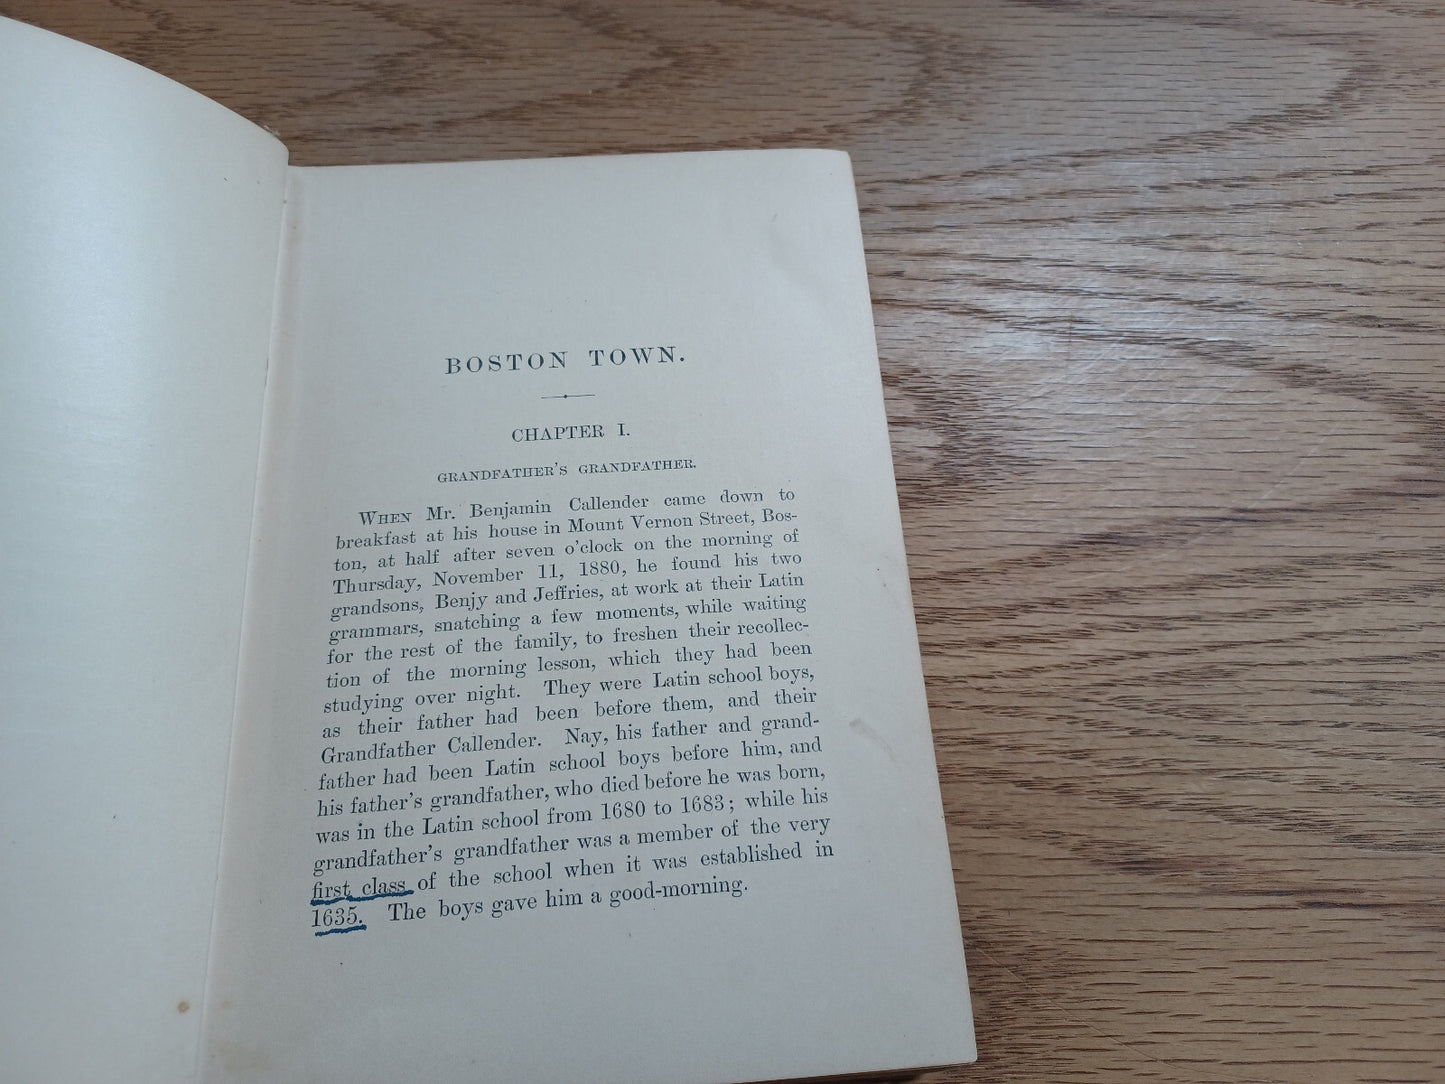 BOSTON TOWN.
CHAPTER I.
GRANDFATHER'S GRANDFATHER.
WHEN Mr. Benjamin Callender came down to
breakfast at his house in Mount Vernon Street, Bos-
ton, at half after seven o'clock on the morning of
Thursday, November 11, 1880, he found his two
grandsons, Benjy and Jeffries, at work at their Latin
grammars, snatching a few moments, while waiting
for the rest of the family, to freshen their recollec-
tion of the morning lesson, which they had been
studying over night. They were Latin school boys,
as their father had been before them, and their
Grandfather Callender. Nay, his father and grand-
father had been Latin school boys before him, and
his father's grandfather, who died before he was born,
was in the Latin school from 1680 to 1683; while his
grandfather's grandfather was a member of the very
first class of the school when it was established in
1635. The boys gave him a good-morning.